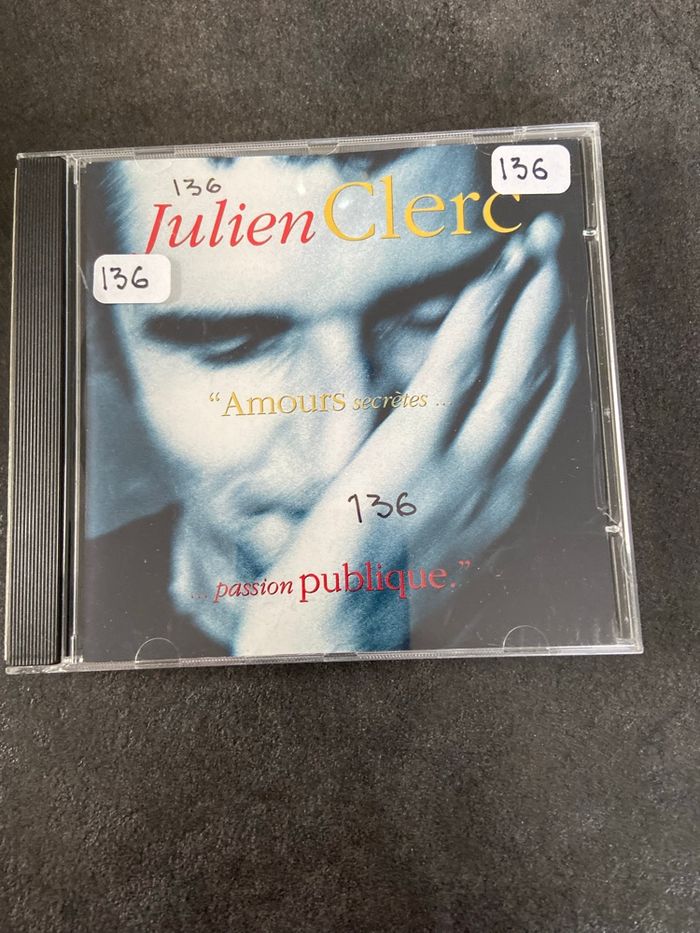 136
136
Julien Clerc
136
"Amours secrètes ...
136
... passion publique."